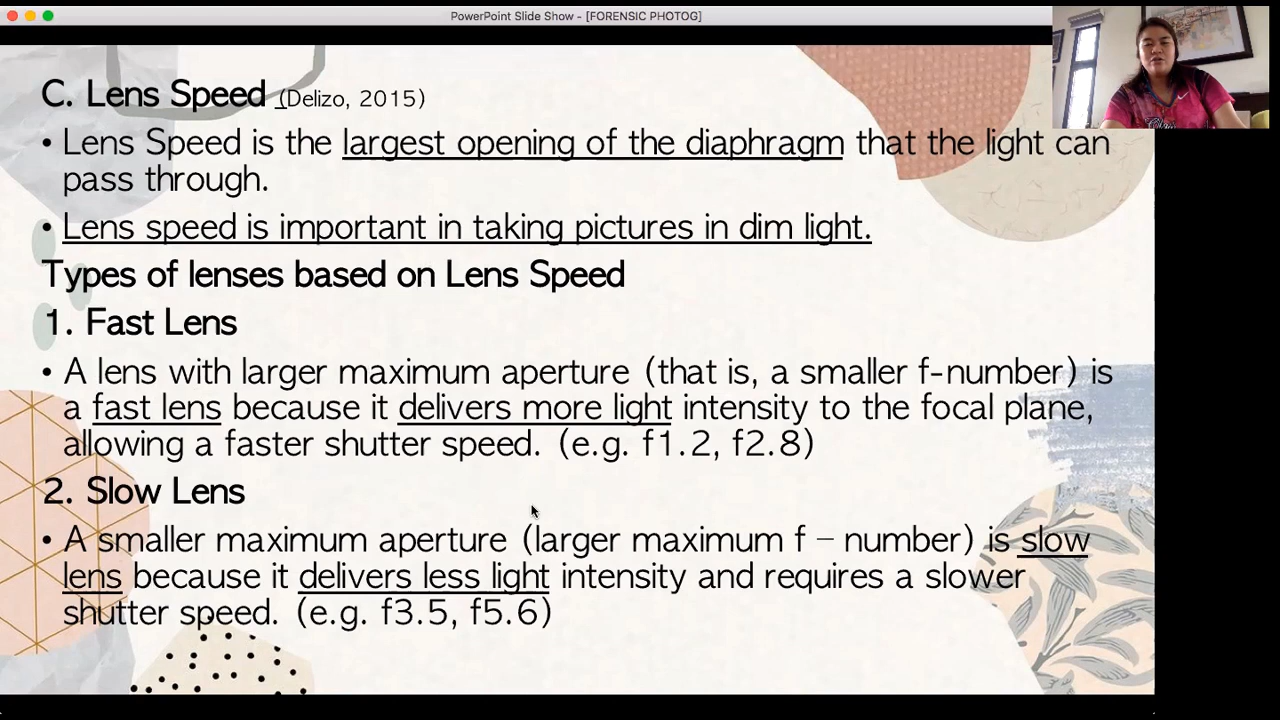 PowerPoint Slide Show - [FORENSIC PHOTOG]
C. Lens Speed (Delizo, 2015)
• Lens Speed is the largest opening of the diaphragm that the light can
pass through.
• Lens speed is important in taking pictures in dim light.
Types of lenses based on Lens Speed
1. Fast Lens
• A lens with larger maximum aperture (that is, a smaller f-number) is
a fast lens because it delivers more light intensity to the focal plane,
allowing a faster shutter speed. (e.g. f1.2, f2.8)
2. Slow Lens
• A smaller maximum aperture (larger maximum f – number) is slow
lens because it delivers less light intensity and requires a slower
shutter speed. (e.g. f3.5, f5.6)